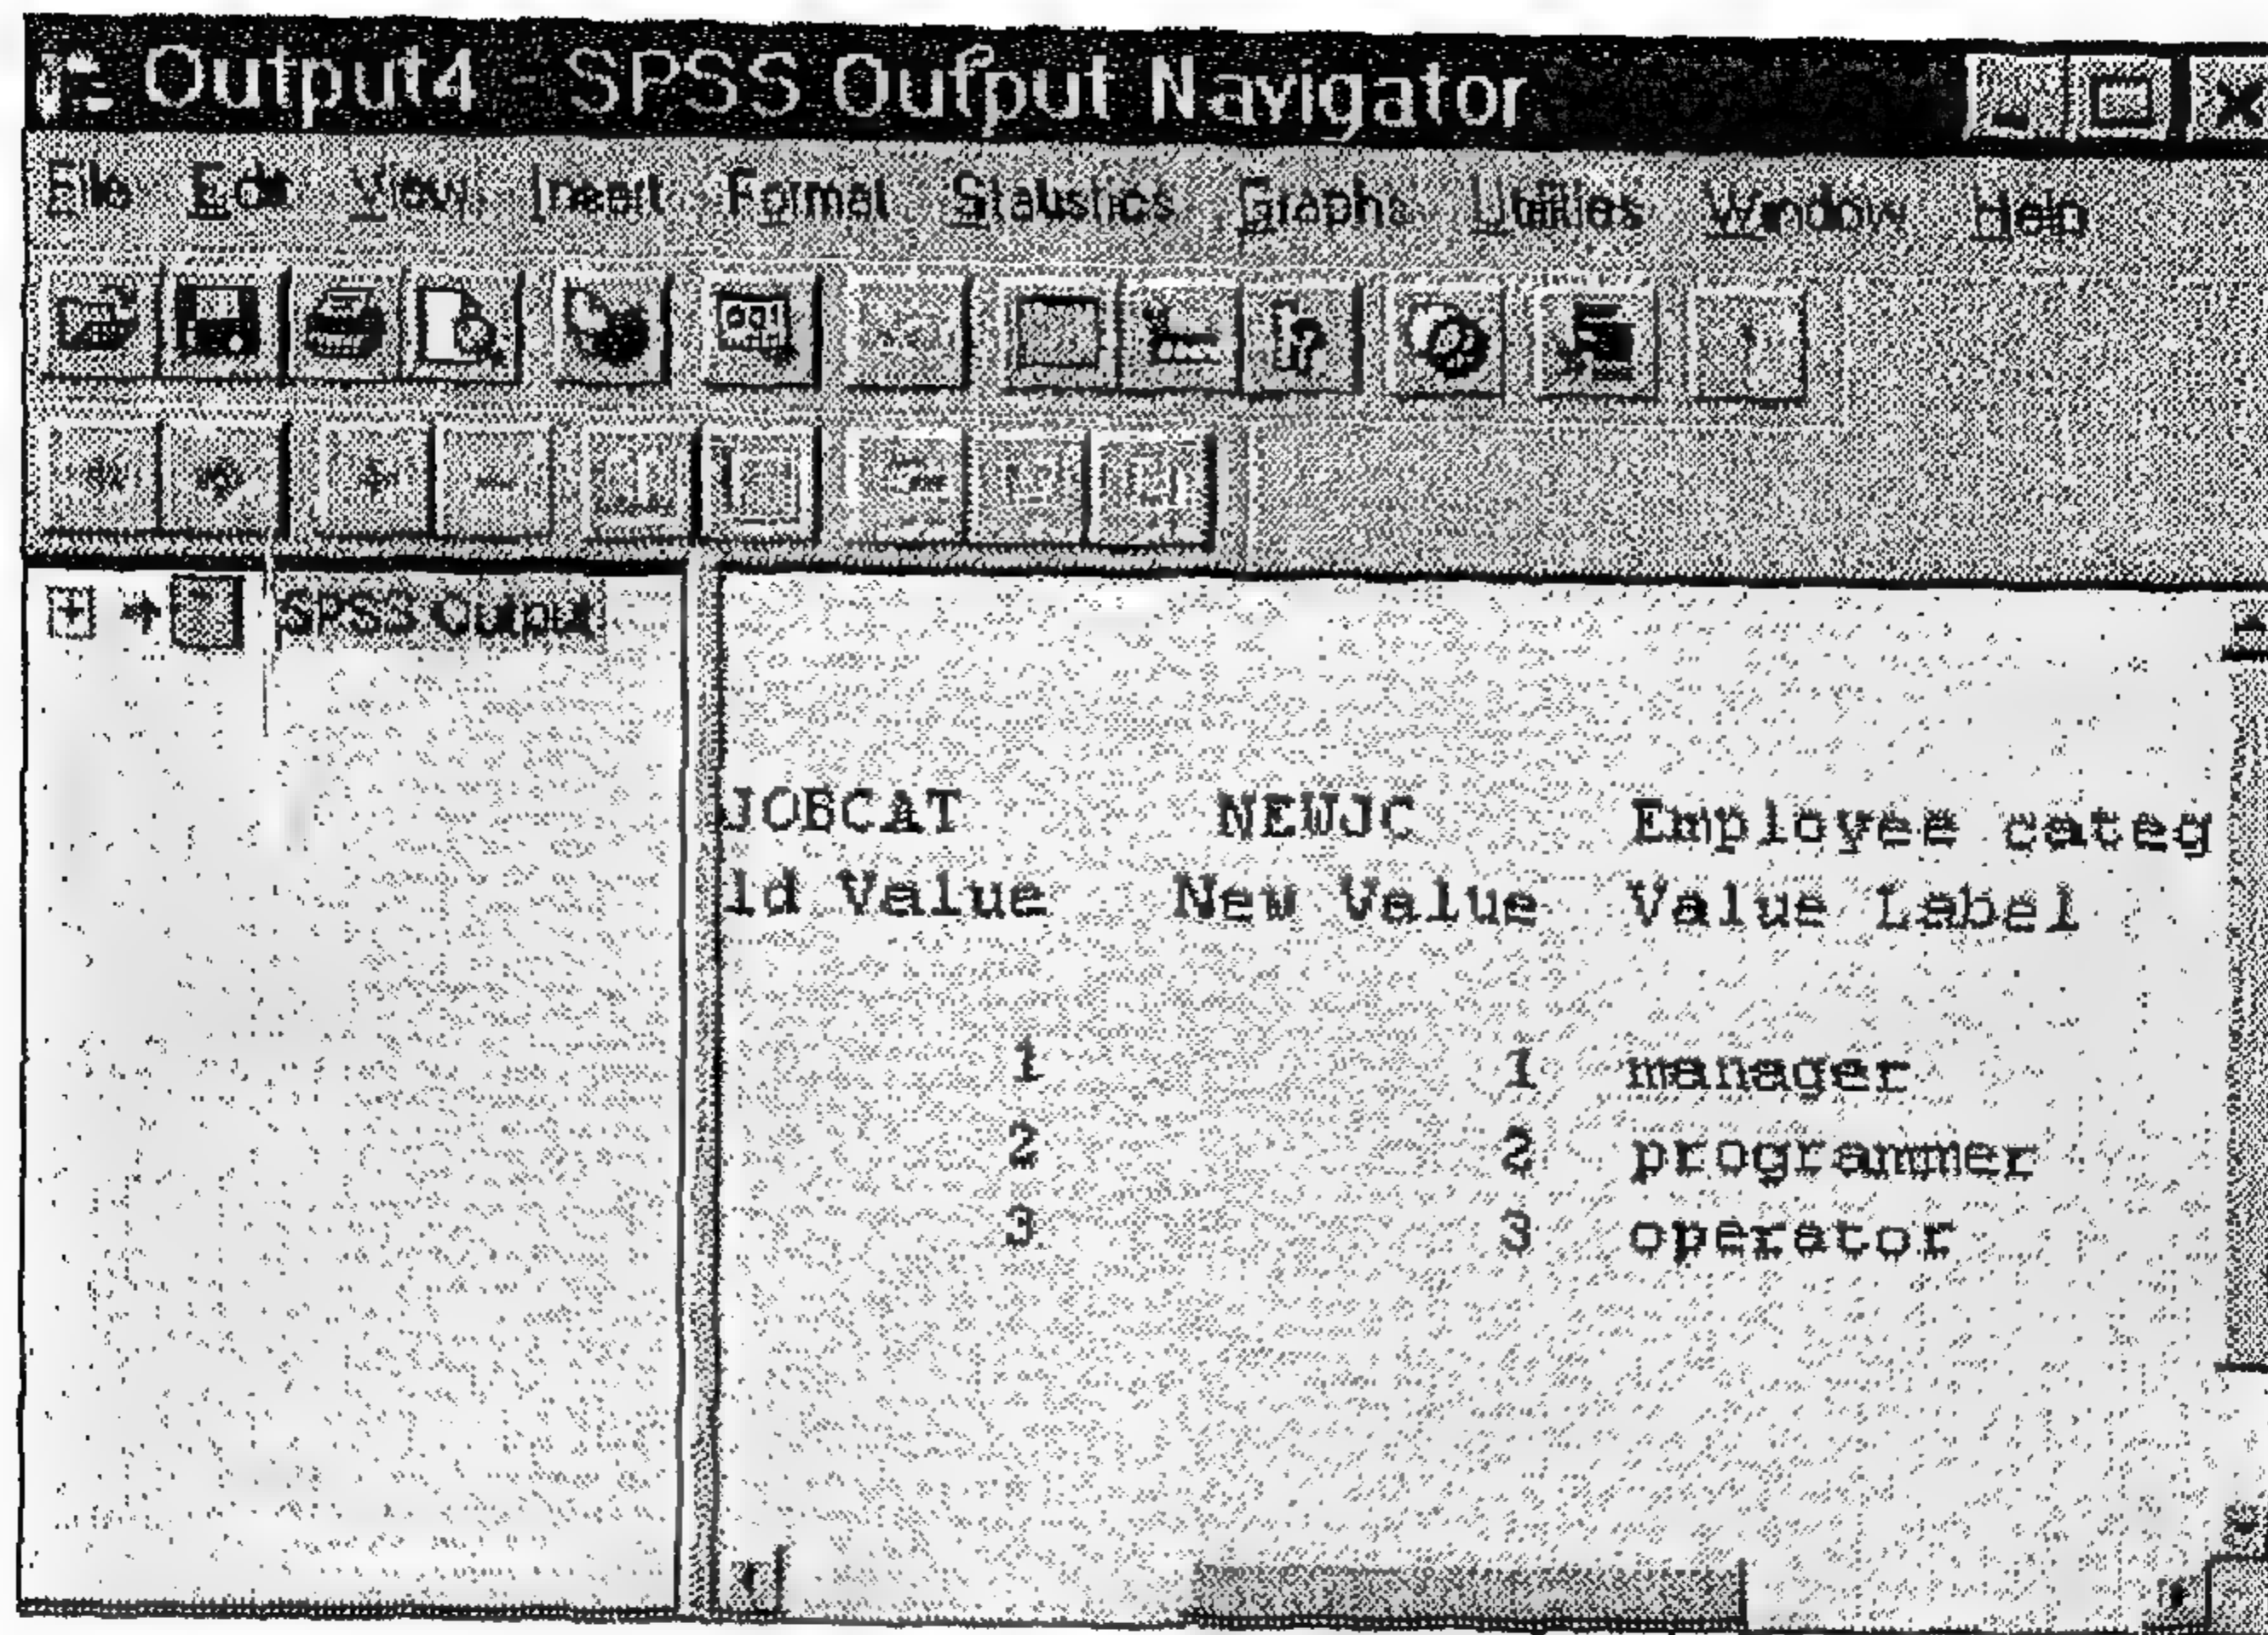 Output4 - SPSS Output Navigator
File Edit View Insert Format Statistics Graphs Utilities Window Help
SPSS Output
JOBCAT NEWJC Employee categ
ld Value New Value Value Label
1 1 manager
2 2 programmer
3 3 operator